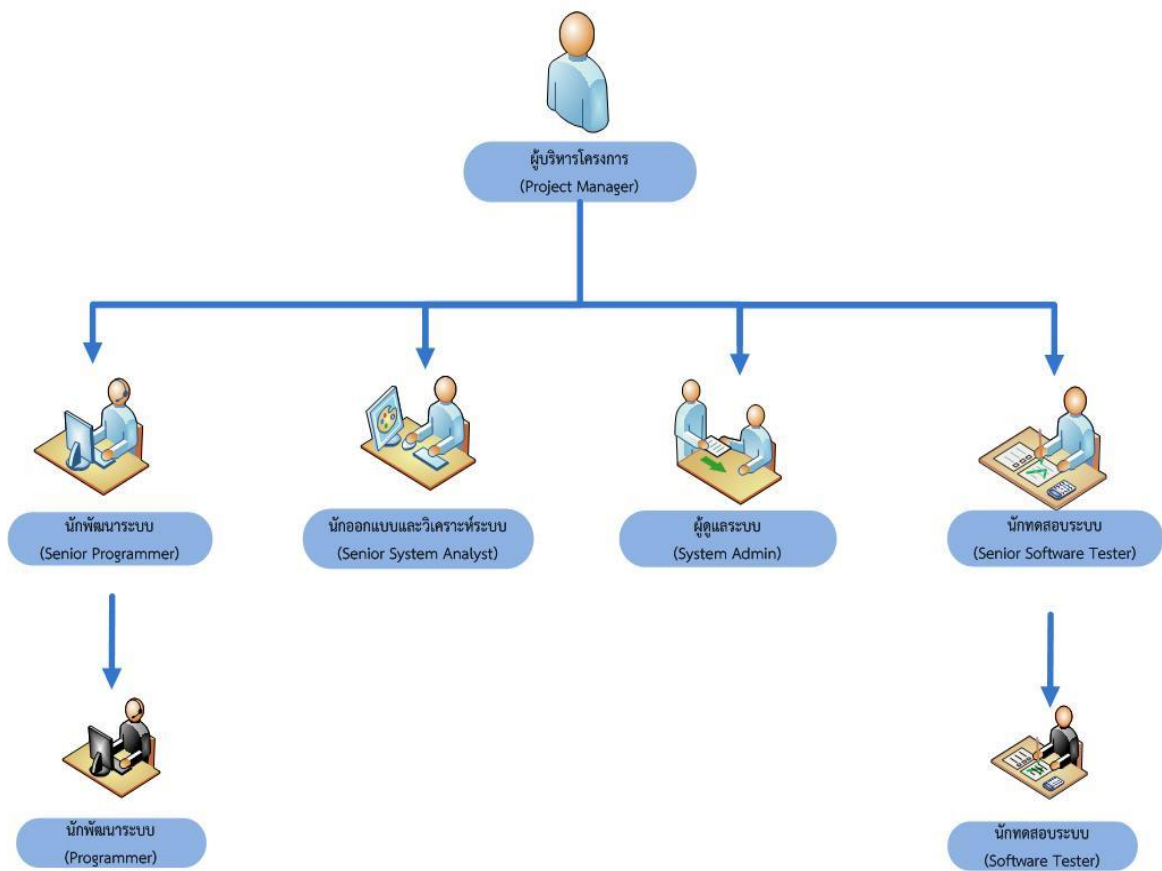 ผู้บริหารโครงการ
(Project Manager)
นักพัฒนาระบบ
(Senior Programmer)
นักออกแบบและวิเคราะห์ระบบ
(Senior System Analyst)
ผู้ดูแลระบบ
(System Admin)
นักทดสอบระบบ
(Senior Software Tester)
นักพัฒนาระบบ
(Programmer)
นักทดสอบระบบ
(Software Tester)